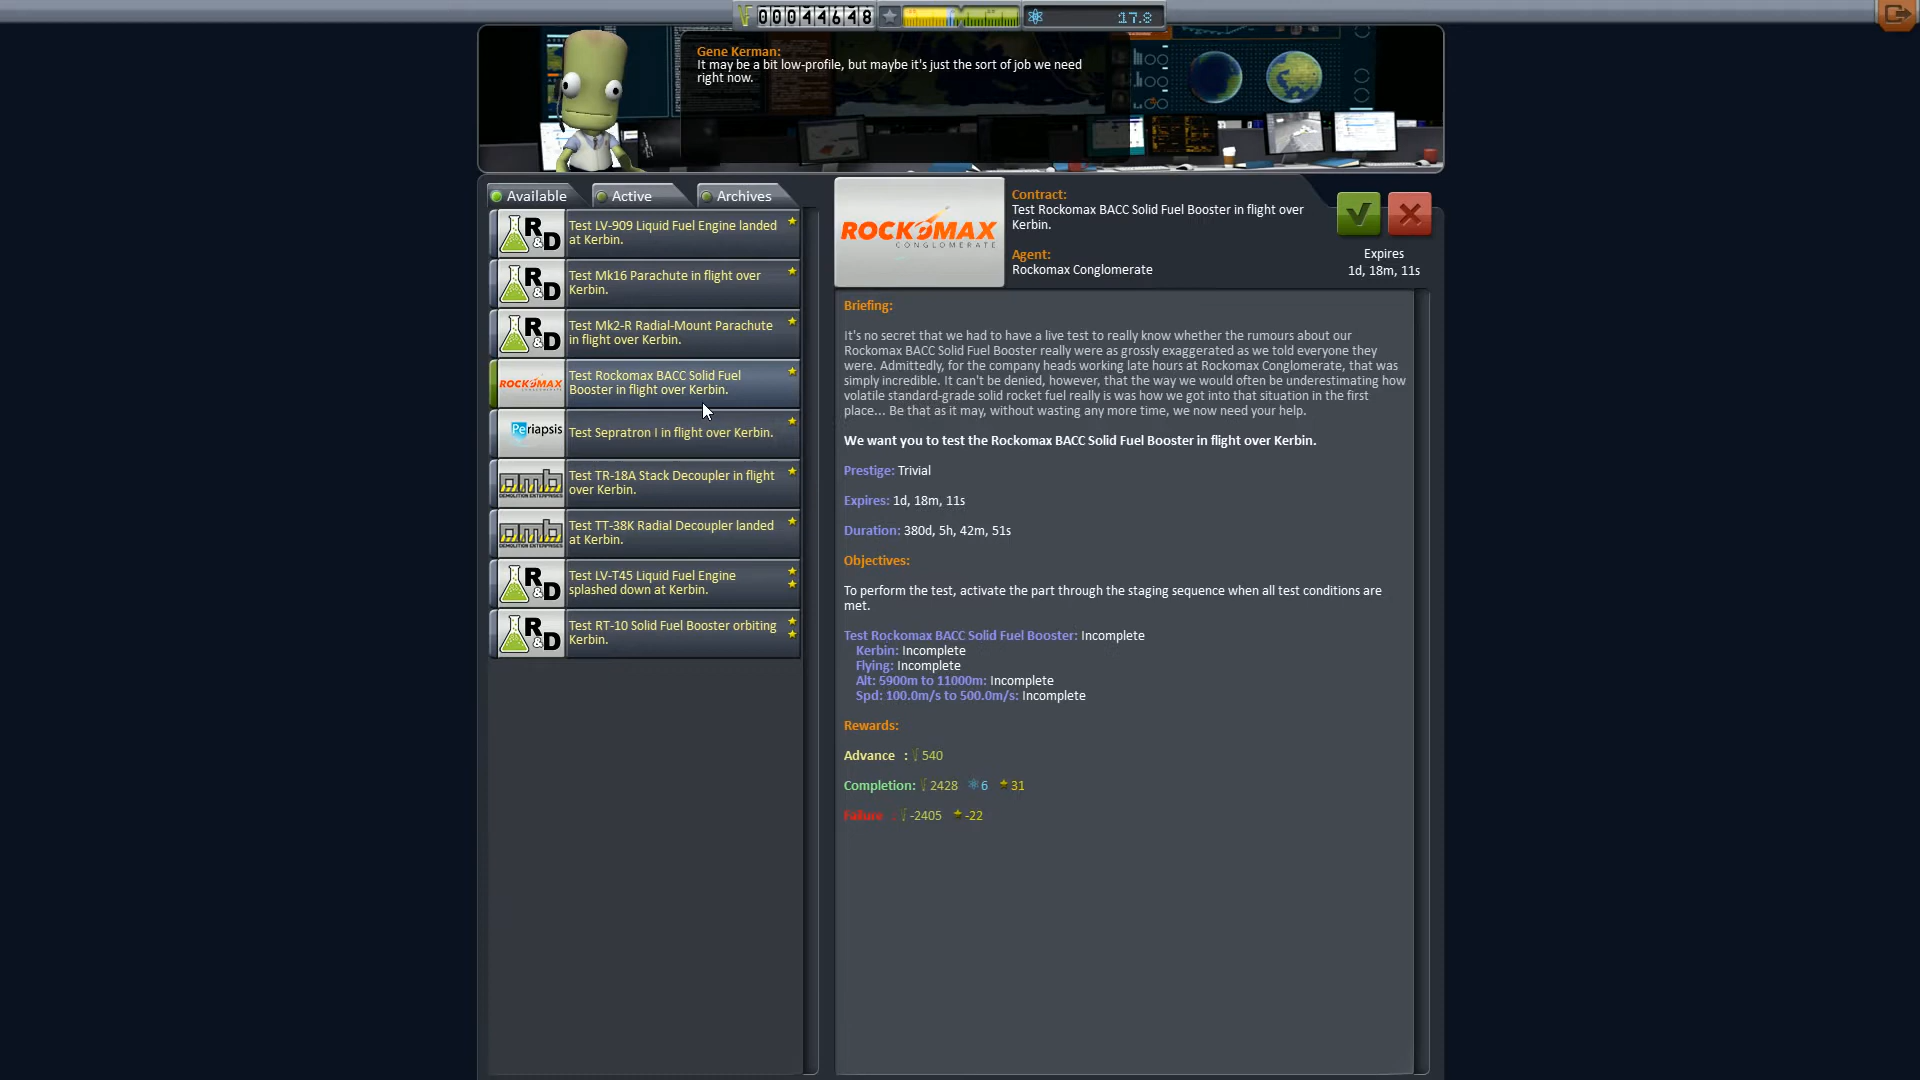 00044648
17.8
Gene Kerman:
It may be a bit low-profile, but maybe it's just the sort of job we need
right now.
Available
Active
Archives
R&D
Test LV-909 Liquid Fuel Engine landed
at Kerbin.
R&D
Test Mk16 Parachute in flight over
Kerbin.
R&D
Test Mk2-R Radial-Mount Parachute
in flight over Kerbin.
ROCKOMAX
Test Rockomax BACC Solid Fuel
Booster in flight over Kerbin.
Periapsis
Test Sepratron I in flight over Kerbin.
OMB
DEMOLITION ENTERPRISES
Test TR-18A Stack Decoupler in flight
over Kerbin.
OMB
DEMOLITION ENTERPRISES
Test TT-38K Radial Decoupler landed
at Kerbin.
R&D
Test LV-T45 Liquid Fuel Engine
splashed down at Kerbin.
R&D
Test RT-10 Solid Fuel Booster orbiting
Kerbin.
ROCKOMAX
CONGLOMERATE
Contract:
Test Rockomax BACC Solid Fuel Booster in flight over
Kerbin.
Agent:
Rockomax Conglomerate
Expires
1d, 18m, 11s
Briefing:
It's no secret that we had to have a live test to really know whether the rumours about our
Rockomax BACC Solid Fuel Booster really were as grossly exaggerated as we told everyone they
were. Admittedly, for the company heads working late hours at Rockomax Conglomerate, that was
simply incredible. It can't be denied, however, that the way we would often be underestimating how
volatile standard-grade solid rocket fuel really is was how we got into that situation in the first
place... Be that as it may, without wasting any more time, we now need your help.
We want you to test the Rockomax BACC Solid Fuel Booster in flight over Kerbin.
Prestige: Trivial
Expires: 1d, 18m, 11s
Duration: 380d, 5h, 42m, 51s
Objectives:
To perform the test, activate the part through the staging sequence when all test conditions are
met.
Test Rockomax BACC Solid Fuel Booster: Incomplete
Kerbin: Incomplete
Flying: Incomplete
Alt: 5900m to 11000m: Incomplete
Spd: 100.0m/s to 500.0m/s: Incomplete
Rewards:
Advance : 540
Completion: 2428 6 31
Failure : -2405 -22